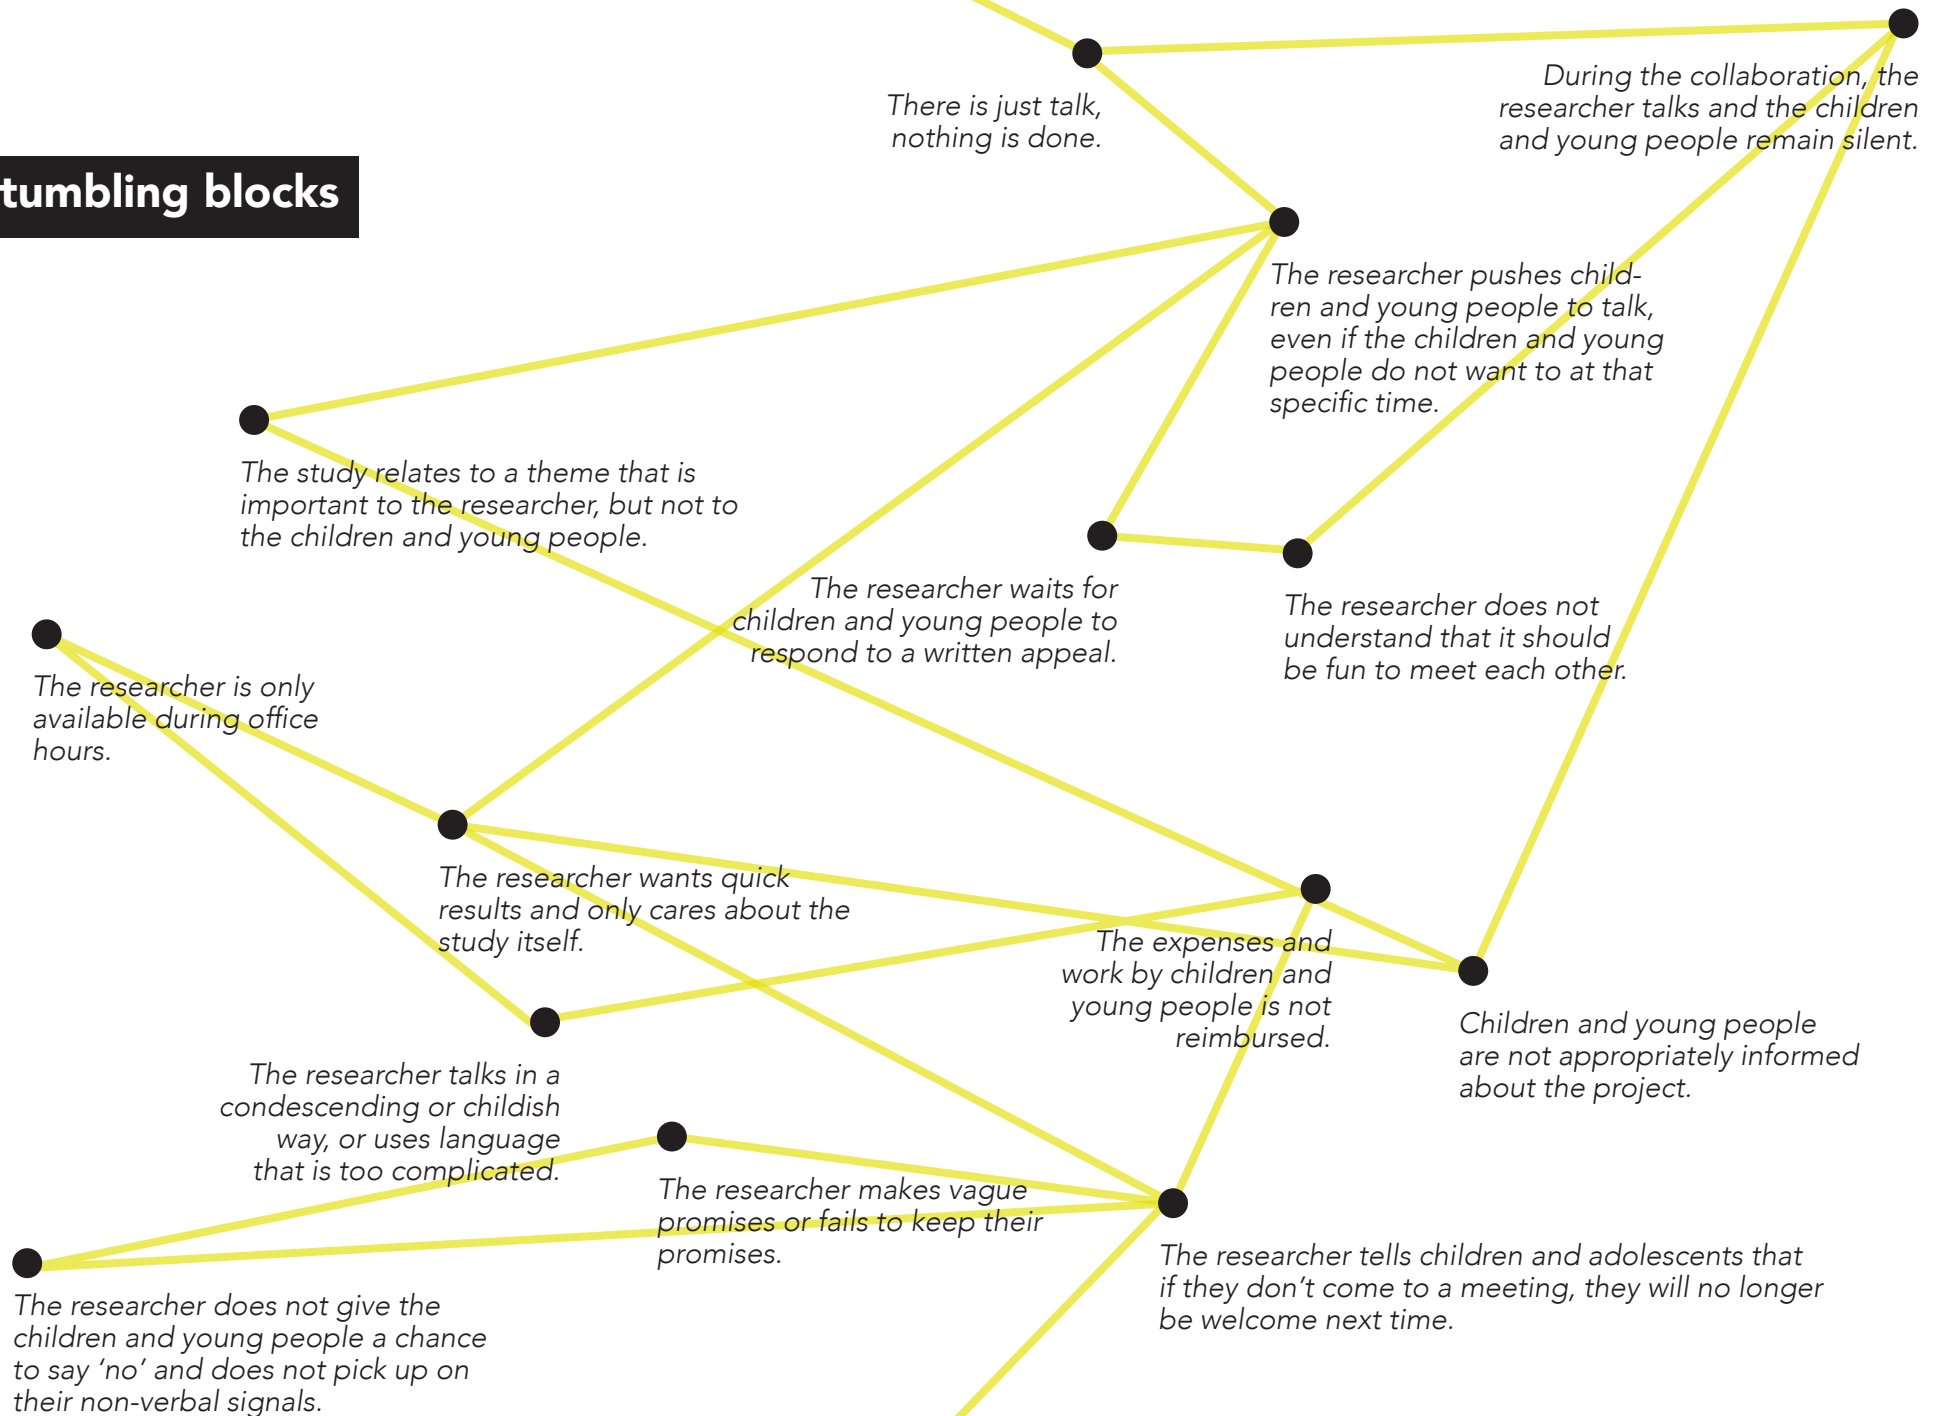 There is just talk,
nothing is done.
During the collaboration, the
researcher talks and the children
and young people remain silent.
tumbling blocks
The researcher pushes child-
ren and young people to talk,
even if the children and young
people do not want to at that
specific time.
The study relates to a theme that is
important to the researcher, but not to
the children and young people.
The researcher waits for
children and young people to
respond to a written appeal.
The researcher does not
understand that it should
be fun to meet each other.
The researcher is only
available during office
hours.
The researcher wants quick
results and only cares about the
study itself.
The expenses and
work by children and
young people is not
reimbursed.
Children and young people
are not appropriately informed
about the project.
The researcher talks in a
condescending or childish
way, or uses language
that is too complicated.
The researcher makes vague
promises or fails to keep their
promises.
The researcher tells children and adolescents that
if they don’t come to a meeting, they will no longer
be welcome next time.
The researcher does not give the
children and young people a chance
to say ‘no’ and does not pick up on
their non-verbal signals.